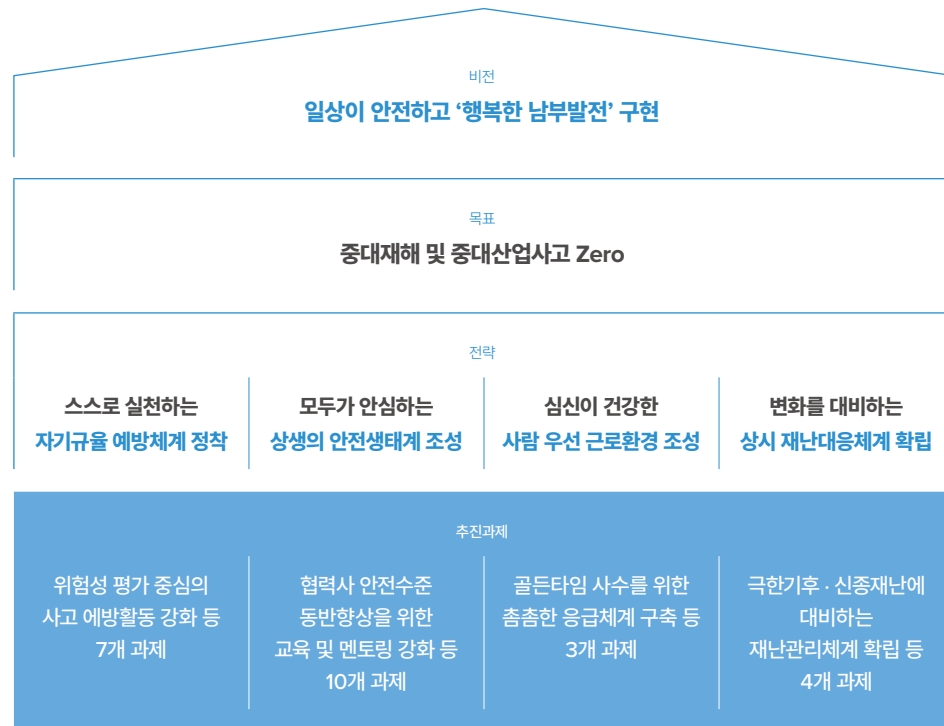 비전
일상이 안전하고 ‘행복한 남부발전’ 구현
목표
중대재해 및 중대산업사고 Zero
전략
스스로 실천하는
자기규율 예방체계 정착
모두가 안심하는
상생의 안전생태계 조성
심신이 건강한
사람 우선 근로환경 조성
변화를 대비하는
상시 재난대응체계 확립
추진과제
위험성 평가 중심의
사고 예방활동 강화 등
7개 과제
협력사 안전수준
동반향상을 위한
교육 및 멘토링 강화 등
10개 과제
골든타임 사수를 위한
촘촘한 응급체계 구축 등
3개 과제
극한기후 · 신종재난에
대비하는
재난관리체계 확립 등
4개 과제